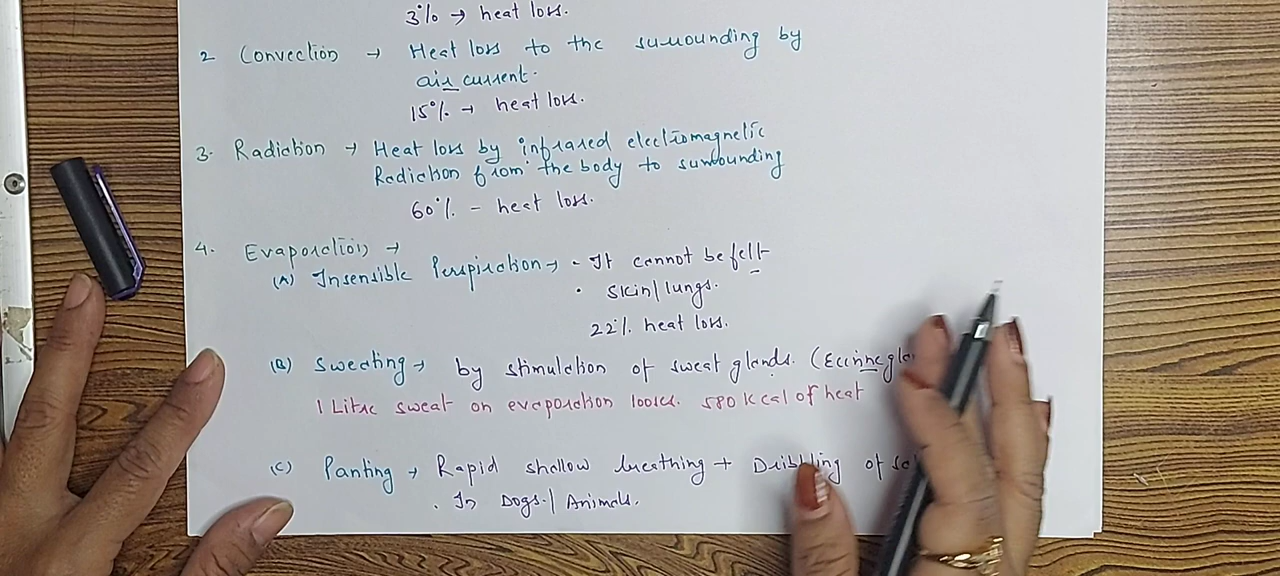 3% → heat loss.
2 Convection → Heat loss to the surrounding by
air current.
15% → heat loss.
3. Radiation → Heat loss by infrared electromagnetic
Radiation from the body to surrounding
60% - heat loss.
4. Evaporation →
(A) Insensible Perspiration → • It cannot be felt
• skin/lungs.
22% heat loss.
(B) Sweating → by stimulation of sweat glands. (Eccrine
1 Litre sweat on evaporation looses. 580 Kcal of heat
(C) Panting → Rapid shallow breathing + Dribbling of
• In Dogs/Animals.